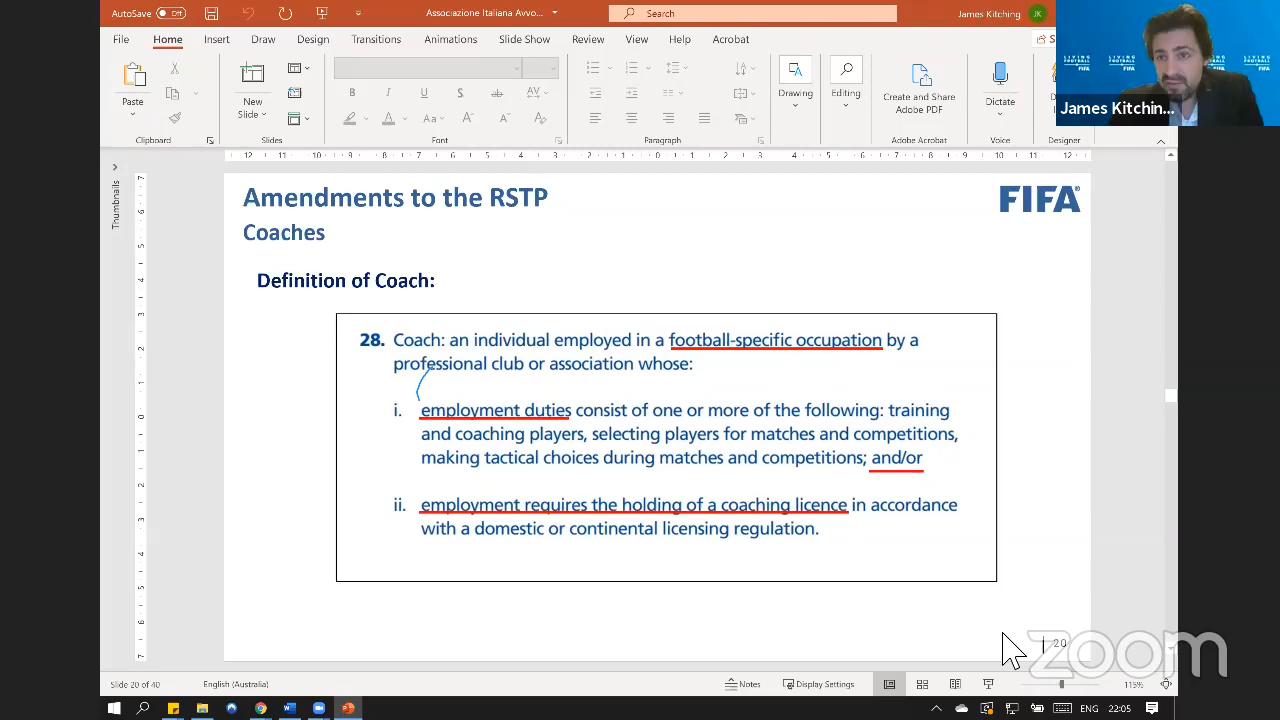 AutoSave Off
Associazione Italiana Avvo...
Search
James Kitching
JK
File Home Insert Draw Design Transitions Animations Slide Show Review View Help Acrobat
Paste
New
Slide
Drawing
Editing
Create and Share
Adobe PDF
Dictate
Clipboard
Slides
Font
Paragraph
Adobe Acrobat
Voice
LIVING FOOTBALL FIFA
James Kitchin...
Thumbnails
Amendments to the RSTP
FIFA
Coaches
Definition of Coach:
28. Coach: an individual employed in a football-specific occupation by a
professional club or association whose:
i. employment duties consist of one or more of the following: training
and coaching players, selecting players for matches and competitions,
making tactical choices during matches and competitions; and/or
ii. employment requires the holding of a coaching licence in accordance
with a domestic or continental licensing regulation.
20
zoom
Slide 20 of 40
English (Australia)
Notes
Display Settings
115%
ENG
22:05